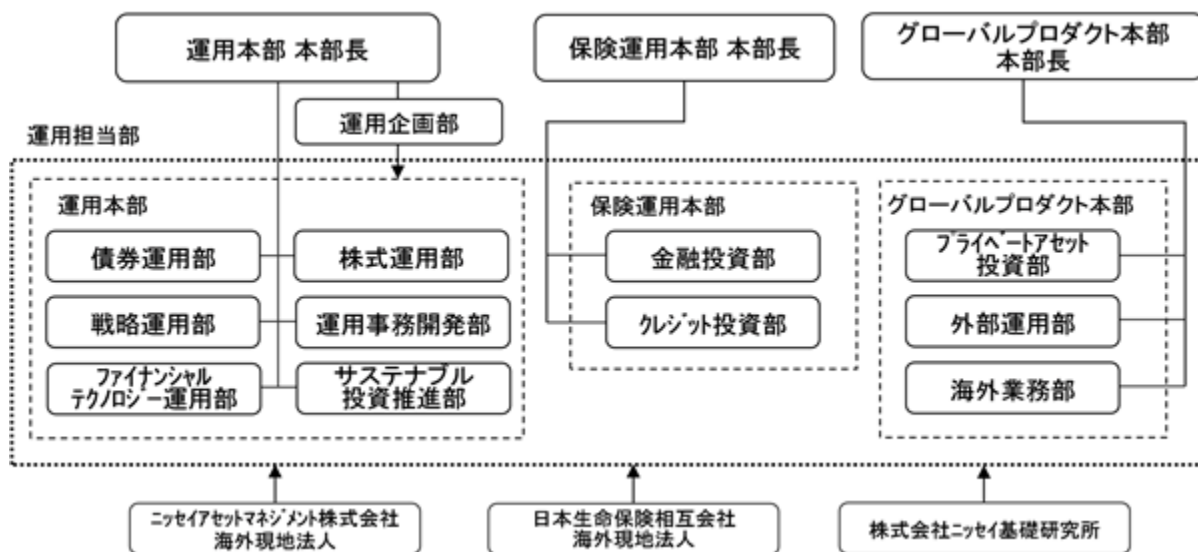 運用本部 本部長
保険運用本部 本部長
グローバルプロダクト本部
本部長
運用企画部
運用担当部
運用本部
債券運用部
株式運用部
戦略運用部
運用事務開発部
ファイナンシャル
テクノロジー運用部
サステナブル
投資推進部
保険運用本部
金融投資部
クレジット投資部
グローバルプロダクト本部
プライベートアセット
投資部
外部運用部
海外業務部
ニッセイアセットマネジメント株式会社
海外現地法人
日本生命保険相互会社
海外現地法人
株式会社ニッセイ基礎研究所